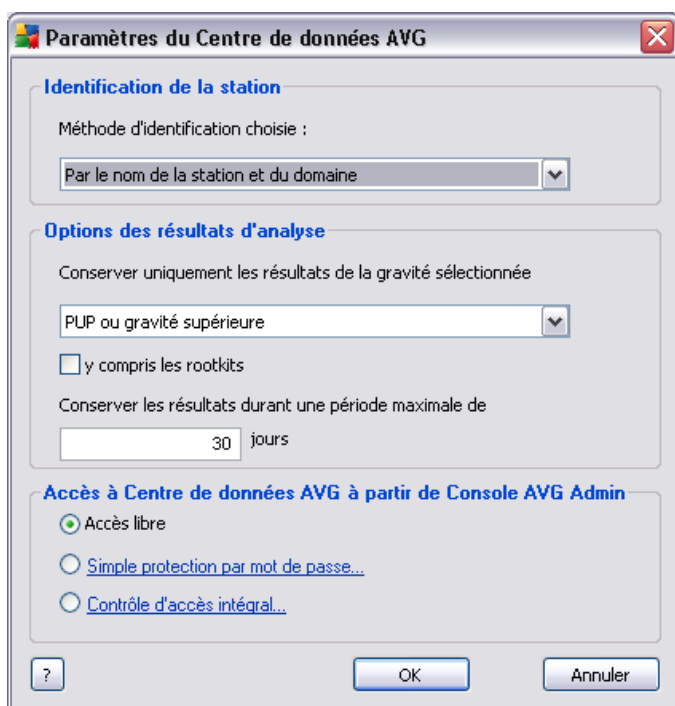 Paramètres du Centre de données AVG
Identification de la station
Méthode d'identification choisie :
Par le nom de la station et du domaine
Options des résultats d'analyse
Conserver uniquement les résultats de la gravité sélectionnée
PUP ou gravité supérieure
y compris les rootkits
Conserver les résultats durant une période maximale de
30 jours
Accès à Centre de données AVG à partir de Console AVG Admin
Accès libre
Simple protection par mot de passe...
Contrôle d'accès intégral...
? OK Annuler